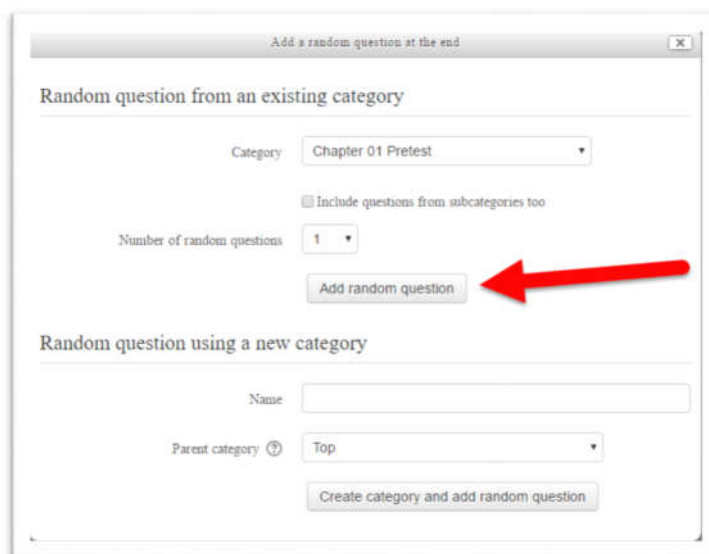 Add a random question at the end
Random question from an existing category
Category Chapter 01 Pretest
Include questions from subcategories too
Number of random questions 1
Add random question
Random question using a new category
Name
Parent category Top
Create category and add random question